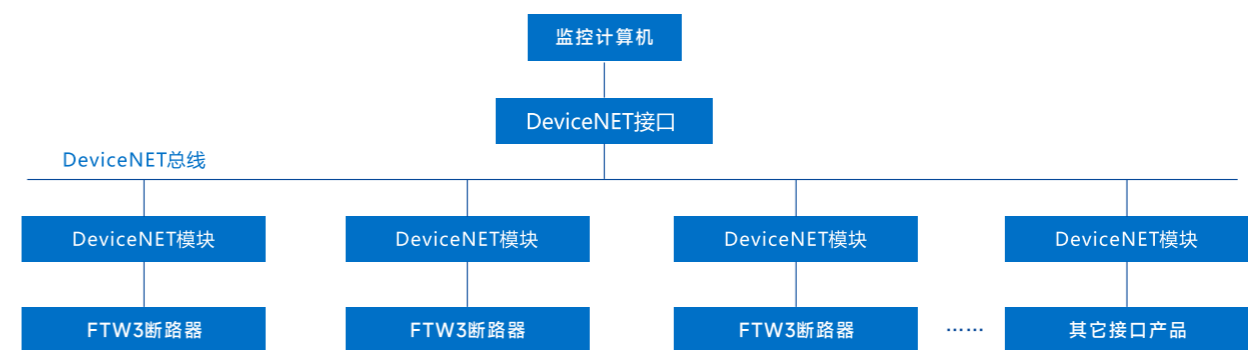 监控计算机
DeviceNET接口
DeviceNET总线
DeviceNET模块 DeviceNET模块 DeviceNET模块 DeviceNET模块
FTW3断路器 FTW3断路器 FTW3断路器 …… 其它接口产品